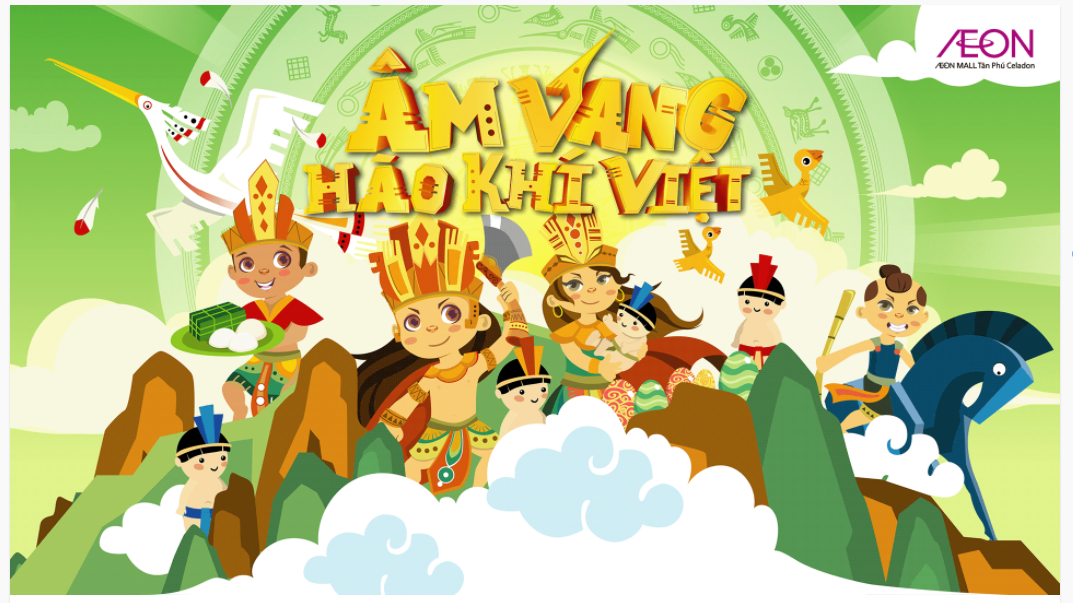 ÂM VANG
HÀO KHÍ VIỆT
ÆON
ÆON MALL Tân Phú Celadon